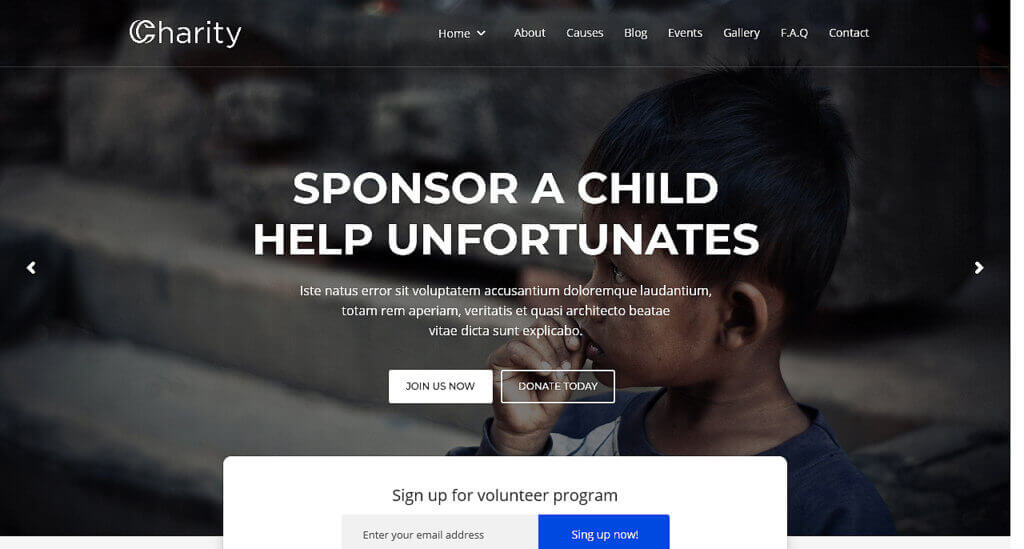 Charity
Home About Causes Blog Events Gallery F.A.Q Contact
SPONSOR A CHILD
HELP UNFORTUNATES
Iste natus error sit voluptatem accusantium doloremque laudantium,
totam rem aperiam, veritatis et quasi architecto beatae
vitae dicta sunt explicabo.
JOIN US NOW DONATE TODAY
Sign up for volunteer program
Enter your email address Sing up now!